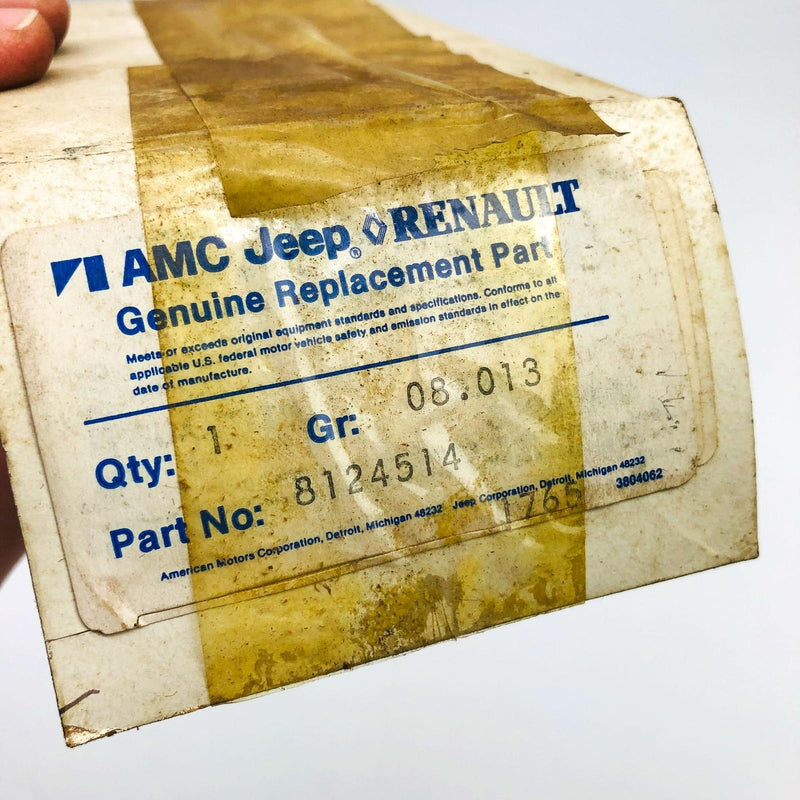 AMC Jeep® RENAULT
Genuine Replacement Part
Meets or exceeds original equipment standards and specifications. Conforms to all
applicable U.S. federal motor vehicle safety and emission standards in effect on the
date of manufacture.
Qty: 1 Gr: 08.013
Part No: 8124514
1765
American Motors Corporation, Detroit, Michigan 48232 Jeep Corporation, Detroit, Michigan 48232
3804062